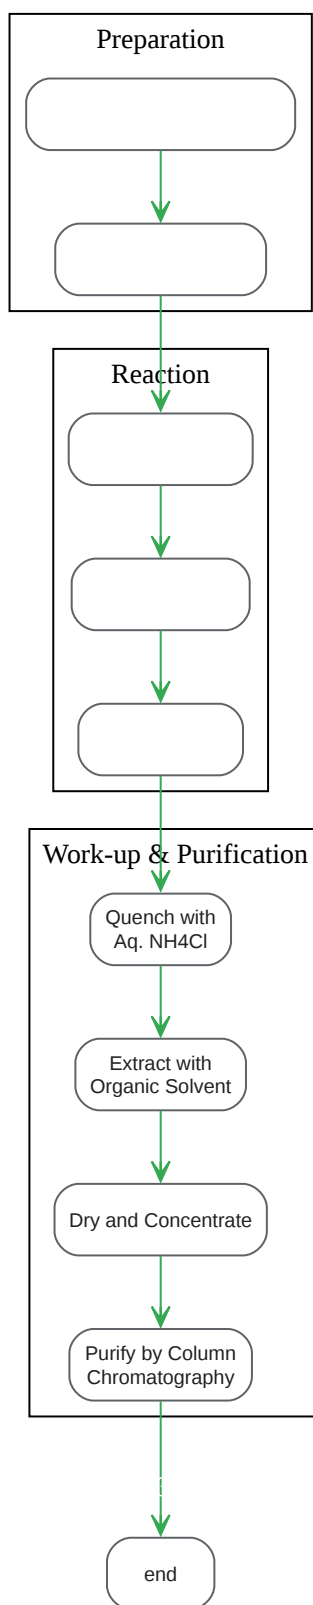 Preparation
Reaction
Work-up & Purification
Quench with
Aq. NH4Cl
Extract with
Organic Solvent
Dry and Concentrate
Purify by Column
Chromatography
end